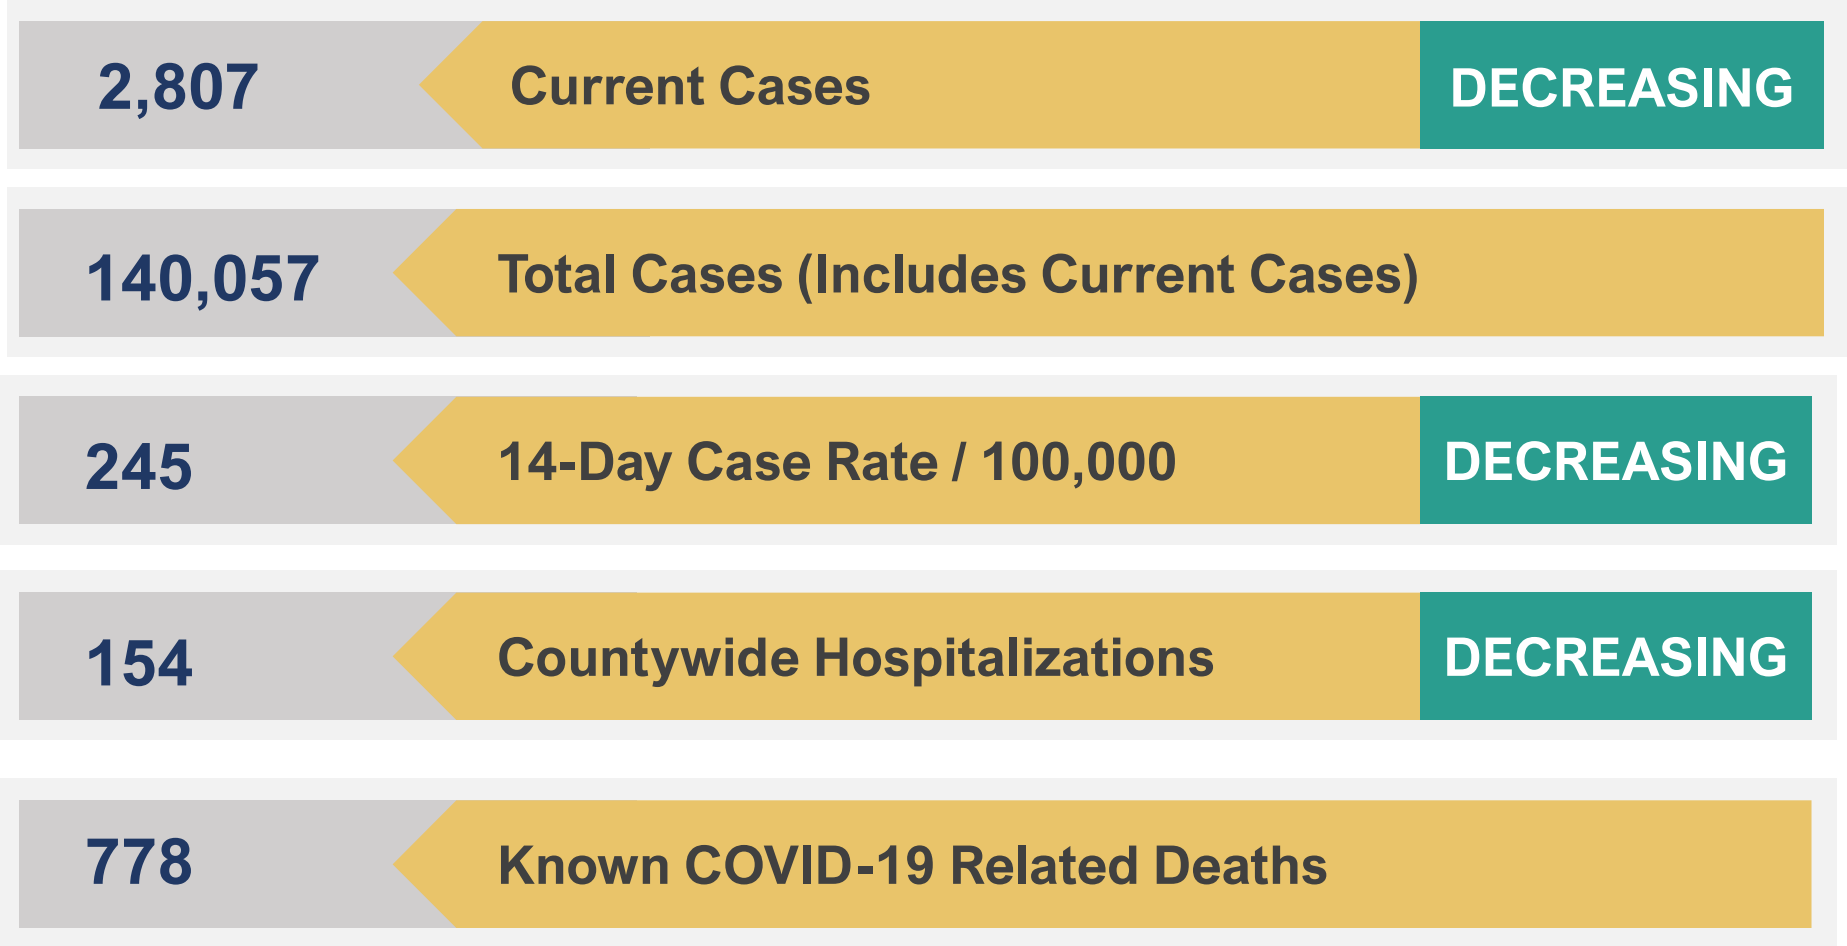 2,807 Current Cases DECREASING
140,057 Total Cases (Includes Current Cases)
245 14-Day Case Rate / 100,000 DECREASING
154 Countywide Hospitalizations DECREASING
778 Known COVID-19 Related Deaths